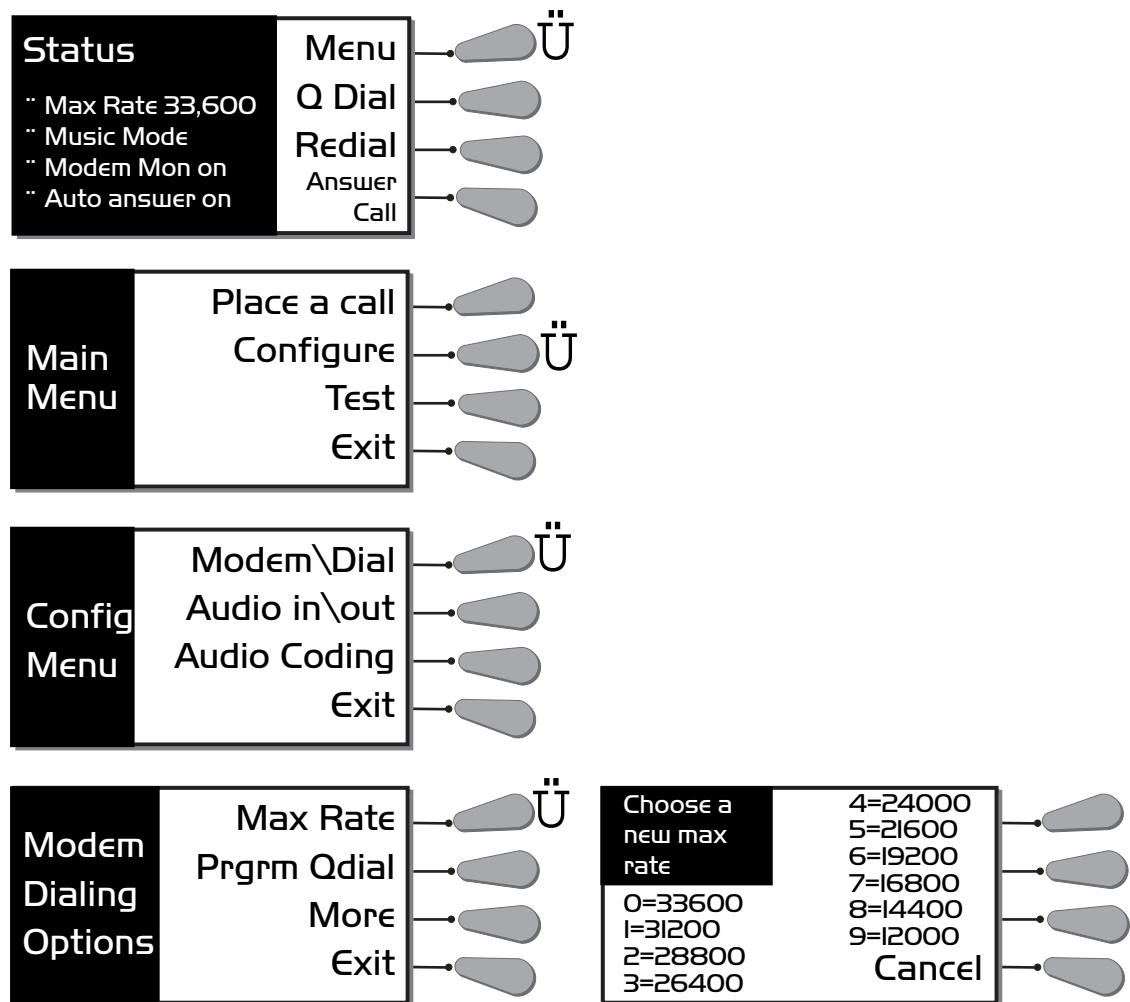 Status
¨ Max Rate 33,600
¨ Music Mode
¨ Modem Mon on
¨ Auto answer on
Menu Ü
Q Dial
Redial
Answer
Call
Main
Menu
Place a call
Configure Ü
Test
Exit
Config
Menu
Modem\Dial Ü
Audio in\out
Audio Coding
Exit
Modem
Dialing
Options
Max Rate Ü
Prgrm Qdial
More
Exit
Choose a
new max
rate
0=33600
1=31200
2=28800
3=26400
4=24000
5=21600
6=19200
7=16800
8=14400
9=12000
Cancel